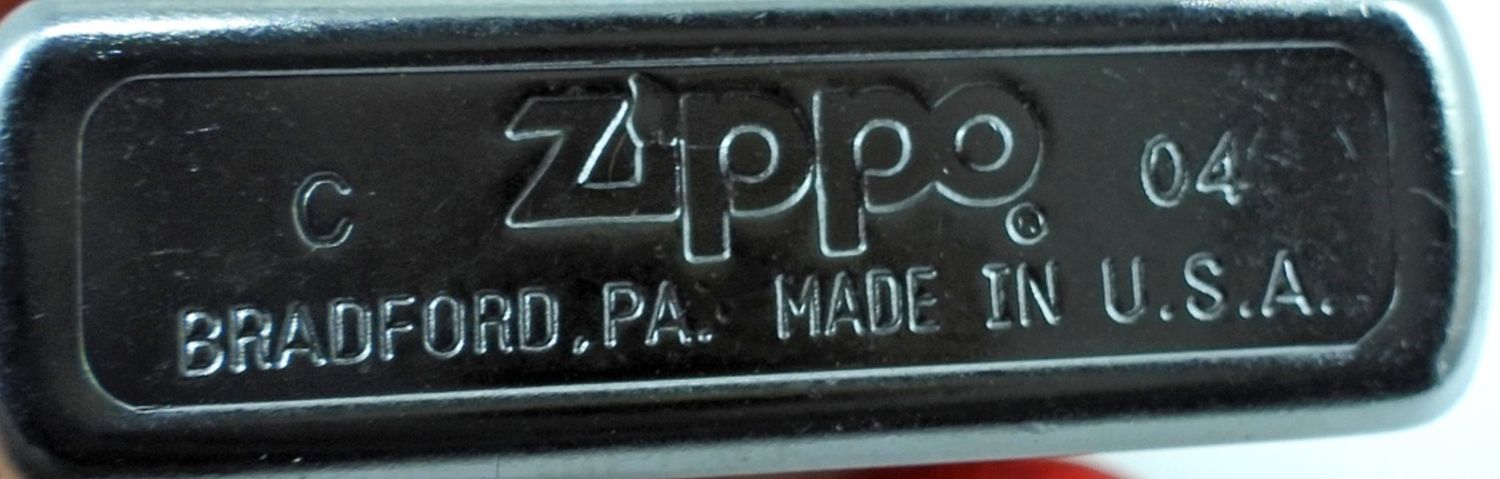 C Zippo® 04
BRADFORD, PA. MADE IN U.S.A.